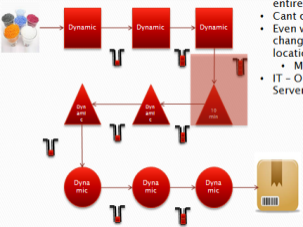 entire
• Cant c
• Even w
chang
locatio
• M
• IT – O
Server
Dynamic
Dynamic
Dynamic
Dyn
ami
c
Dyn
ami
c
Dyna
mic
Dyna
mic
Dyna
mic